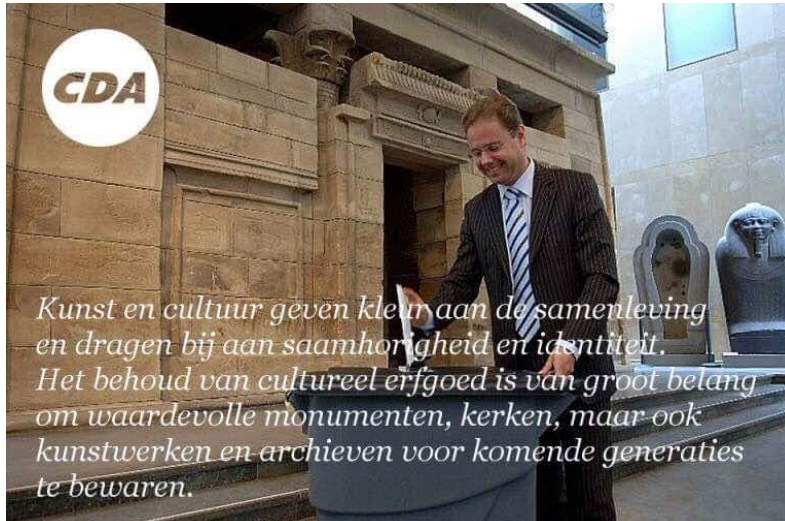 CDA
Kunst en cultuur geven kleur aan de samenleving
en dragen bij aan saamhorigheid en identiteit.
Het behoud van cultureel erfgoed is van groot belang
om waardevolle monumenten, kerken, maar ook
kunstwerken en archieven voor komende generaties
te bewaren.